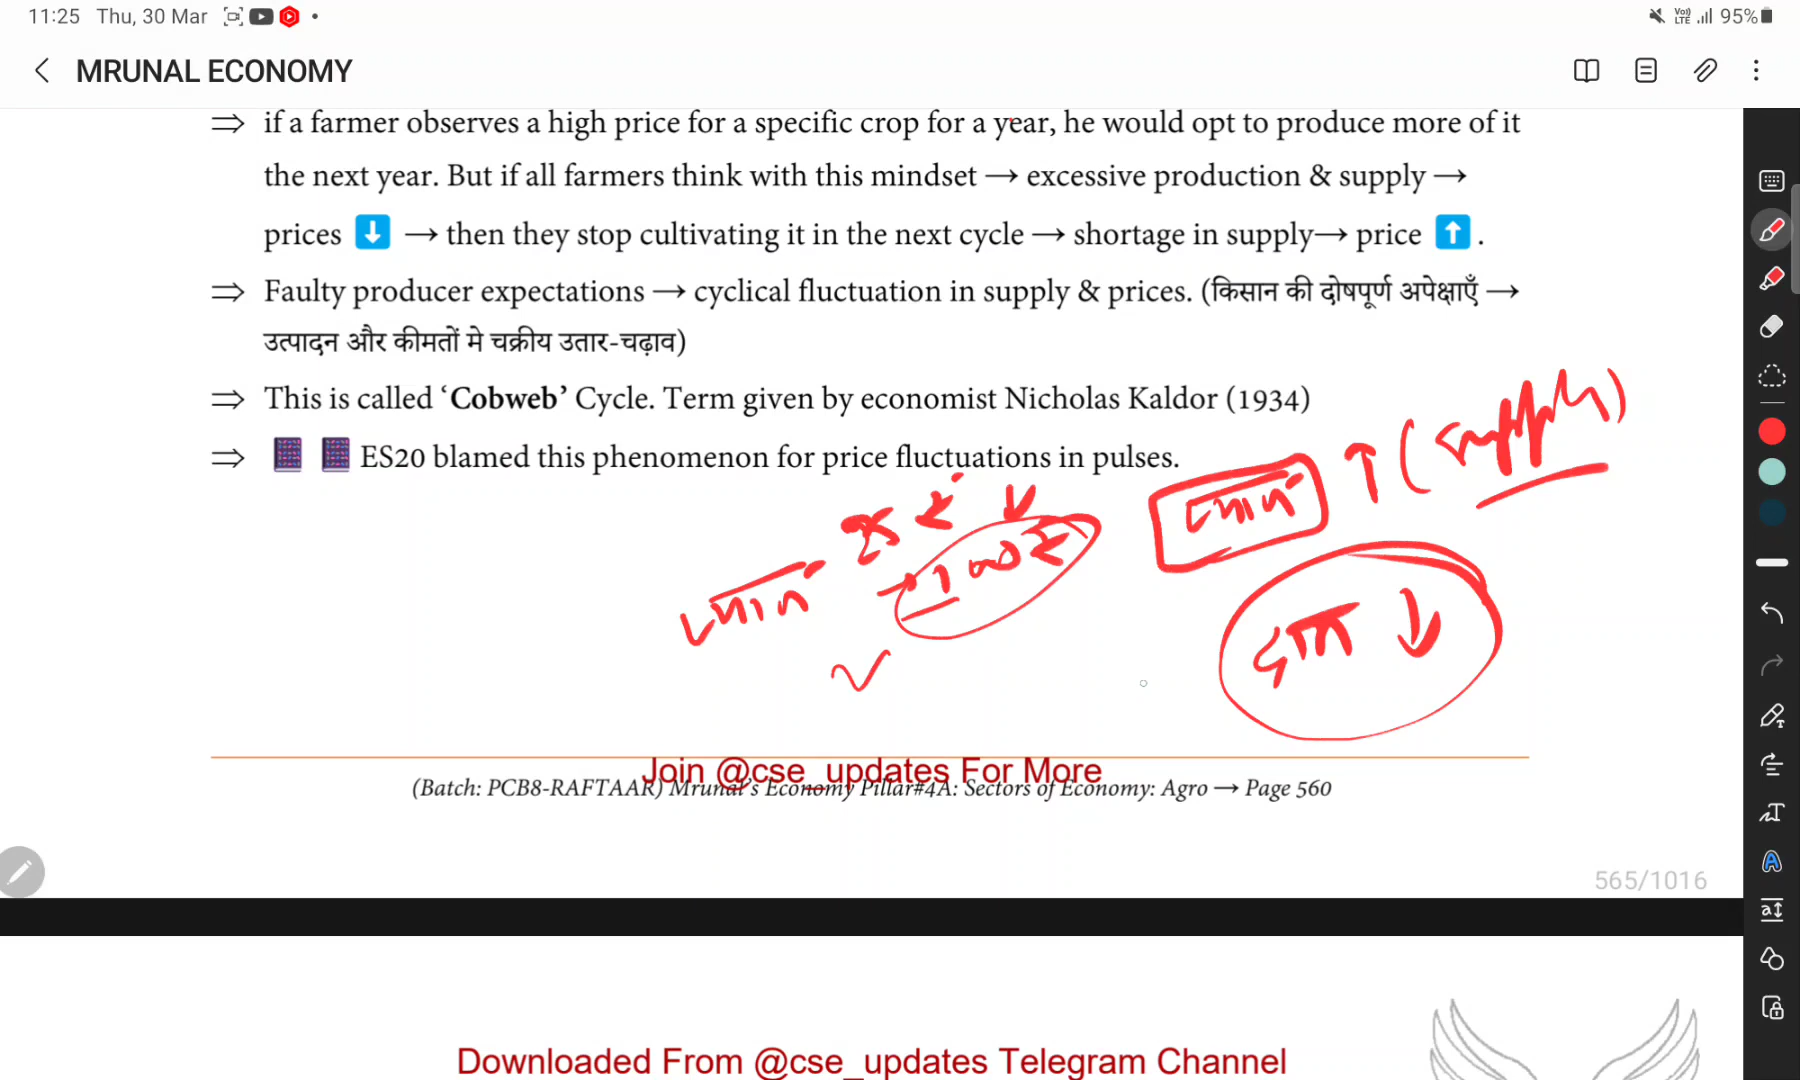 11:25 Thu, 30 Mar 95%
MRUNAL ECONOMY
⇒ if a farmer observes a high price for a specific crop for a year, he would opt to produce more of it
the next year. But if all farmers think with this mindset → excessive production & supply →
prices ⬇ → then they stop cultivating it in the next cycle → shortage in supply→ price ⬆ .
⇒ Faulty producer expectations → cyclical fluctuation in supply & prices. (किसान की दोषपूर्ण अपेक्षाएँ →
उत्पादन और कीमतों मे चक्रीय उतार-चढ़ाव)
⇒ This is called ‘Cobweb’ Cycle. Term given by economist Nicholas Kaldor (1934)
⇒ ES20 blamed this phenomenon for price fluctuations in pulses.
↑ (supply)
25 ₹ ↓
100₹
दाम ↓
Join @cse_updates For More
(Batch: PCB8-RAFTAAR) Mrunal's Economy Pillar#4A: Sectors of Economy: Agro → Page 560
565/1016
Downloaded From @cse_updates Telegram Channel